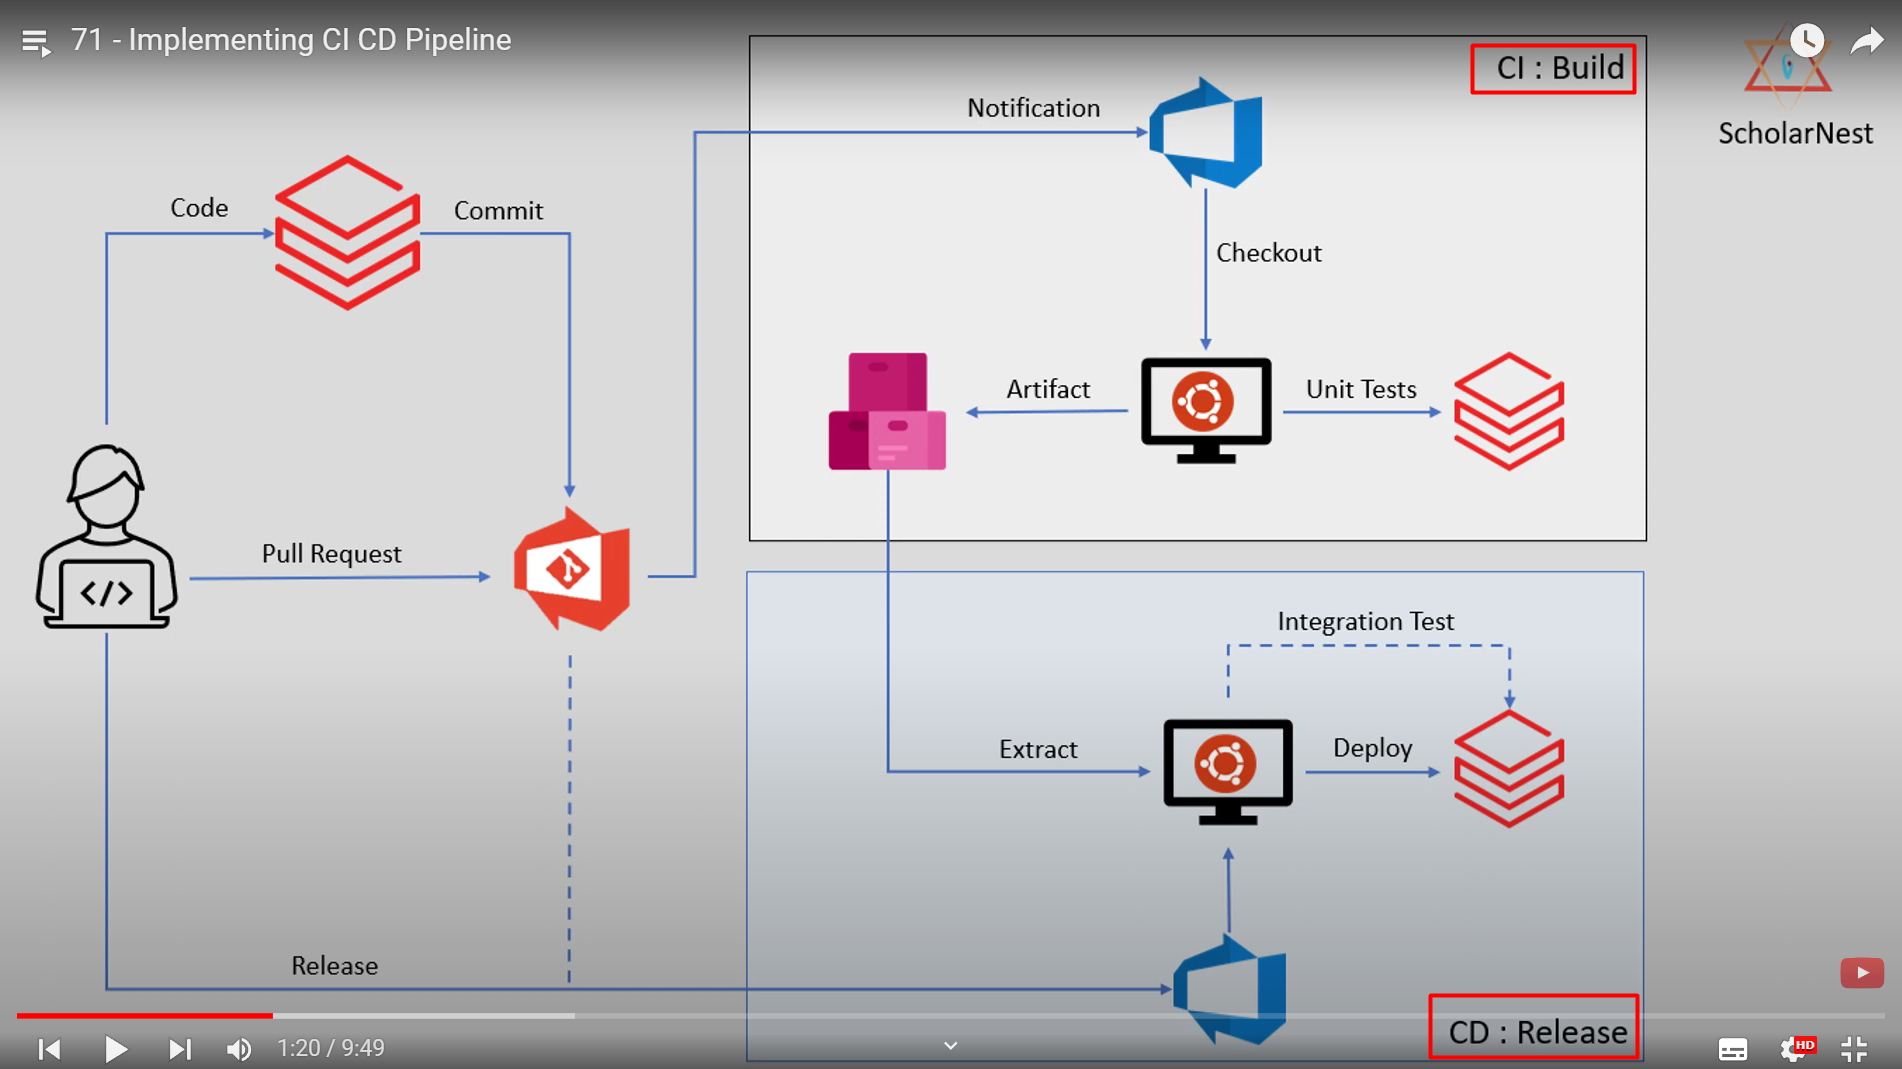 71 - Implementing CI CD Pipeline
CI : Build
ScholarNest
Notification
Code
Commit
Checkout
Artifact
Unit Tests
Pull Request
</>
Integration Test
Extract
Deploy
Release
CD : Release
1:20 / 9:49
HD